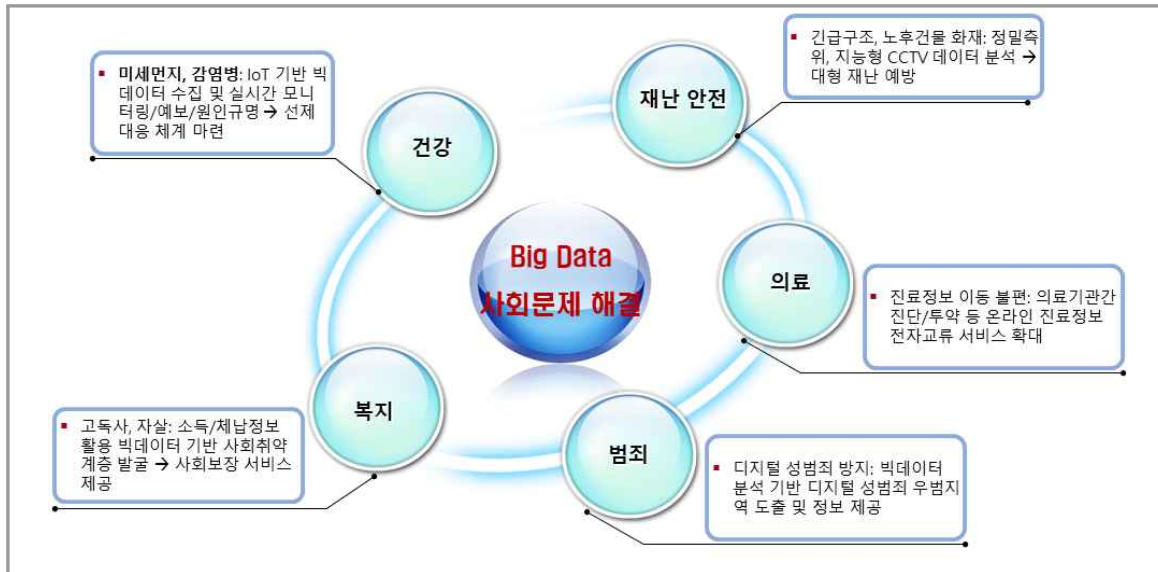 ▪ 미세먼지, 감염병: IoT 기반 빅
데이터 수집 및 실시간 모니
터링/예보/원인규명 → 선제
대응 체계 마련
건강
재난 안전
▪ 긴급구조, 노후건물 화재: 정밀측
위, 지능형 CCTV 데이터 분석 →
대형 재난 예방
Big Data
사회문제 해결
의료
▪ 진료정보 이동 불편: 의료기관간
진단/투약 등 온라인 진료정보
전자교류 서비스 확대
복지
▪ 고독사, 자살: 소득/체납정보
활용 빅데이터 기반 사회취약
계층 발굴 → 사회보장 서비스
제공
범죄
▪ 디지털 성범죄 방지: 빅데이터
분석 기반 디지털 성범죄 우범지
역 도출 및 정보 제공